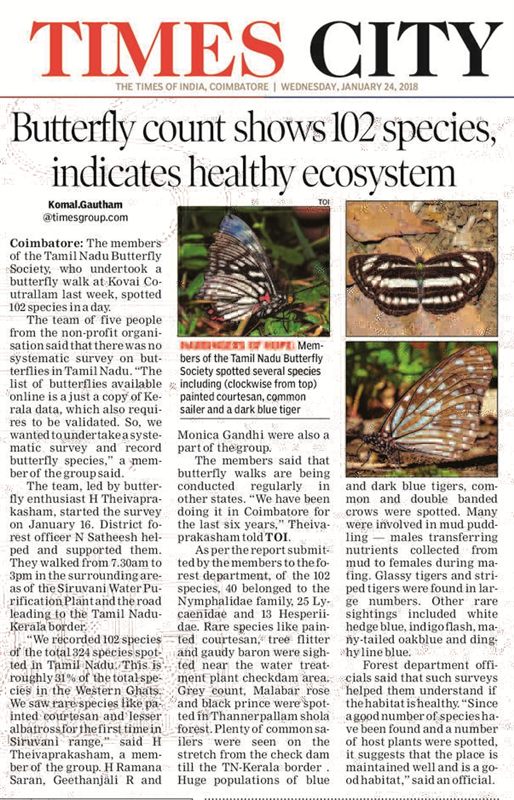 TIMES CITY
THE TIMES OF INDIA, COIMBATORE | WEDNESDAY, JANUARY 24, 2018
Butterfly count shows 102 species,
indicates healthy ecosystem
Komal.Gautham
@timesgroup.com
Coimbatore: The members
of the Tamil Nadu Butterfly
Society, who undertook a
butterfly walk at Kovai Co-
utrallam last week, spotted
102 species in a day.
The team of five people
from the non-profit organi-
sation said that there was no
systematic survey on but-
terflies in Tamil Nadu. “The
list of butterflies available
online is a just a copy of Ke-
rala data, which also requi-
res to be validated. So, we
wanted to undertake a syste-
matic survey and record
butterfly species,” a mem-
ber of the group said.
The team, led by butter-
fly enthusiast H Theivapra-
kasham, started the survey
on January 16. District fo-
rest officer N Satheesh hel-
ped and supported them.
They walked from 7.30am to
3pm in the surrounding are-
as of the Siruvani Water Pu-
rification Plant and the road
leading to the Tamil Nadu-
Kerala border.
“We recorded 102 species
of the total 324 species spot-
ted in Tamil Nadu. This is
roughly 31% of the total spe-
cies in the Western Ghats.
We saw rare species like pa-
inted courtesan and lesser
albatross for the first time in
Siruvani range,” said H
Theivaprakasham, a mem-
ber of the group. H Ramana
Saran, Geethanjali R and
TOI
Mem-
bers of the Tamil Nadu Butterfly
Society spotted several species
including (clockwise from top)
painted courtesan, common
sailer and a dark blue tiger
Monica Gandhi were also a
part of the group.
The members said that
butterfly walks are being
conducted regularly in
other states. “We have been
doing it in Coimbatore for
the last six years,” Theiva-
prakasham told TOI.
As per the report submit-
ted by the members to the fo-
rest department, of the 102
species, 40 belonged to the
Nymphalidae family, 25 Ly-
caenidae and 13 Hesperii-
dae. Rare species like pain-
ted courtesan, tree flitter
and gaudy baron were sigh-
ted near the water treat-
ment plant checkdam area.
Grey count, Malabar rose
and black prince were spot-
ted in Thannerpallam shola
forest. Plenty of common sa-
ilers were seen on the
stretch from the check dam
till the TN-Kerala border .
Huge populations of blue
and dark blue tigers, com-
mon and double banded
crows were spotted. Many
were involved in mud pudd-
ling — males transferring
nutrients collected from
mud to females during ma-
ting. Glassy tigers and stri-
ped tigers were found in lar-
ge numbers. Other rare
sightings included white
hedge blue, indigo flash, ma-
ny-tailed oakblue and ding-
hy line blue.
Forest department offi-
cials said that such surveys
helped them understand if
the habitat is healthy. “Since
a good number of species ha-
ve been found and a number
of host plants were spotted,
it suggests that the place is
maintained well and is a go-
od habitat,” said an official.